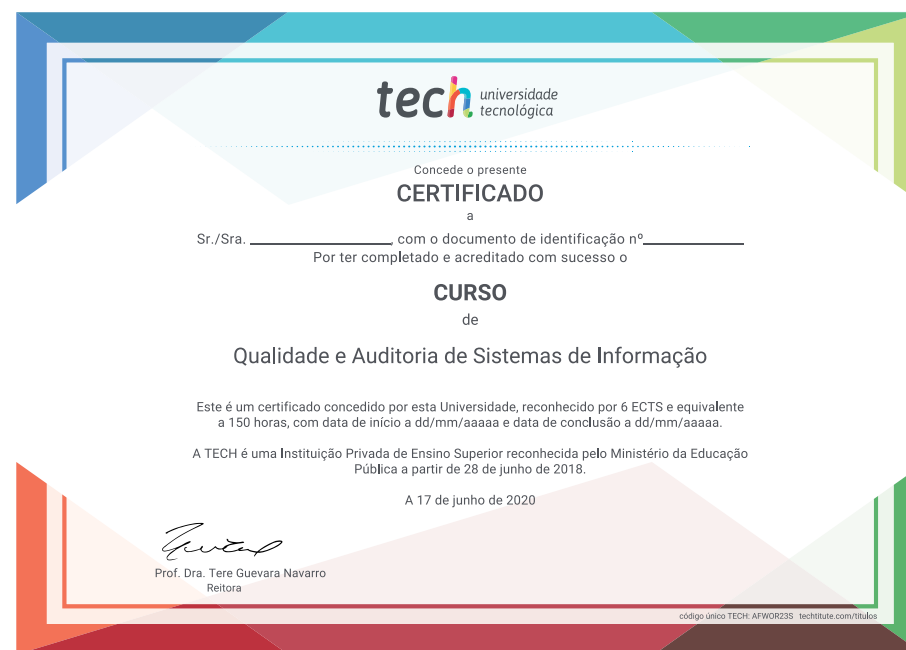 tech universidade
tecnológica
Concede o presente
CERTIFICADO
a
Sr./Sra. ____________________, com o documento de identificação nº______________
Por ter completado e acreditado com sucesso o
CURSO
de
Qualidade e Auditoria de Sistemas de Informação
Este é um certificado concedido por esta Universidade, reconhecido por 6 ECTS e equivalente
a 150 horas, com data de início a dd/mm/aaaaa e data de conclusão a dd/mm/aaaaa.
A TECH é uma Instituição Privada de Ensino Superior reconhecida pelo Ministério da Educação
Pública a partir de 28 de junho de 2018.
A 17 de junho de 2020
Prof. Dra. Tere Guevara Navarro
Reitora
código único TECH: AFWOR23S techtitute.com/titulos